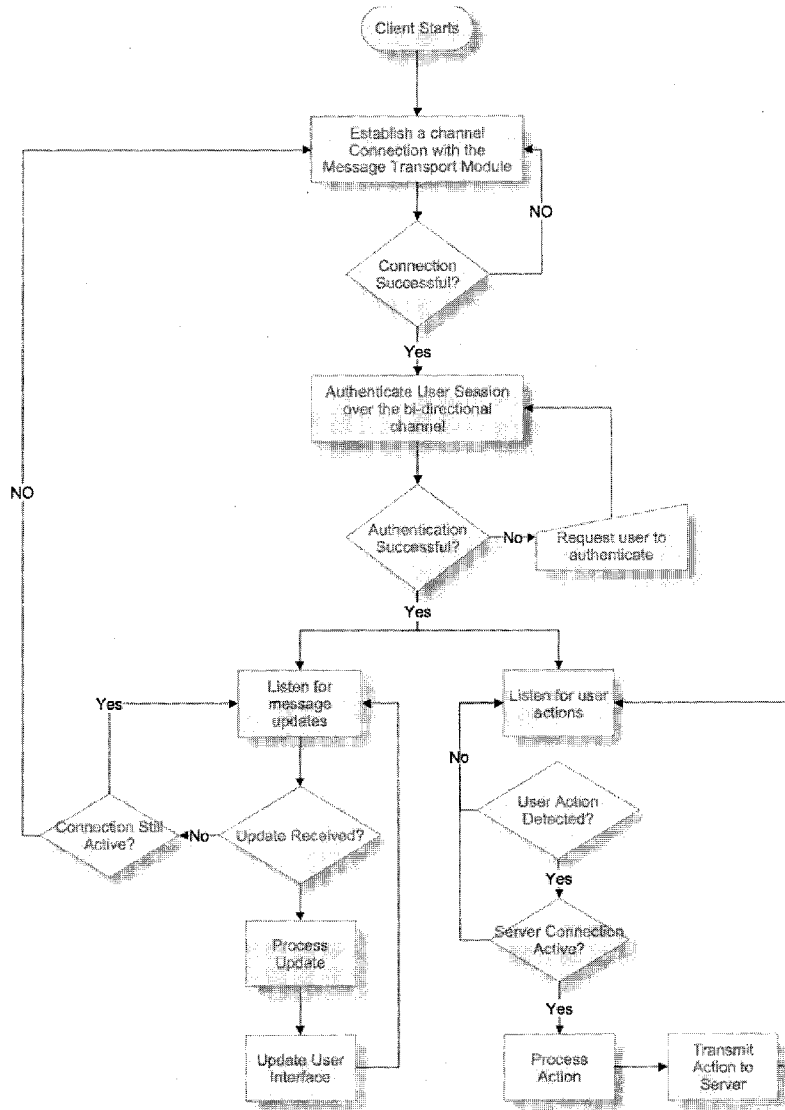 Client Starts
Establish a channel
Connection with the
Message Transport Module
NO
Connection
Successful?
Yes
Authenticate User Session
over the bi-directional
channel
NO
Authentication
Successful?
No
Request user to
authenticate
Yes
Listen for
message
updates
Yes
Listen for user
actions
No
Connection Still
Active?
No
Update Received?
User Action
Detected?
Yes
Process
Update
Server Connection
Active?
Yes
Update User
Interface
Process
Action
Transmit
Action to
Server